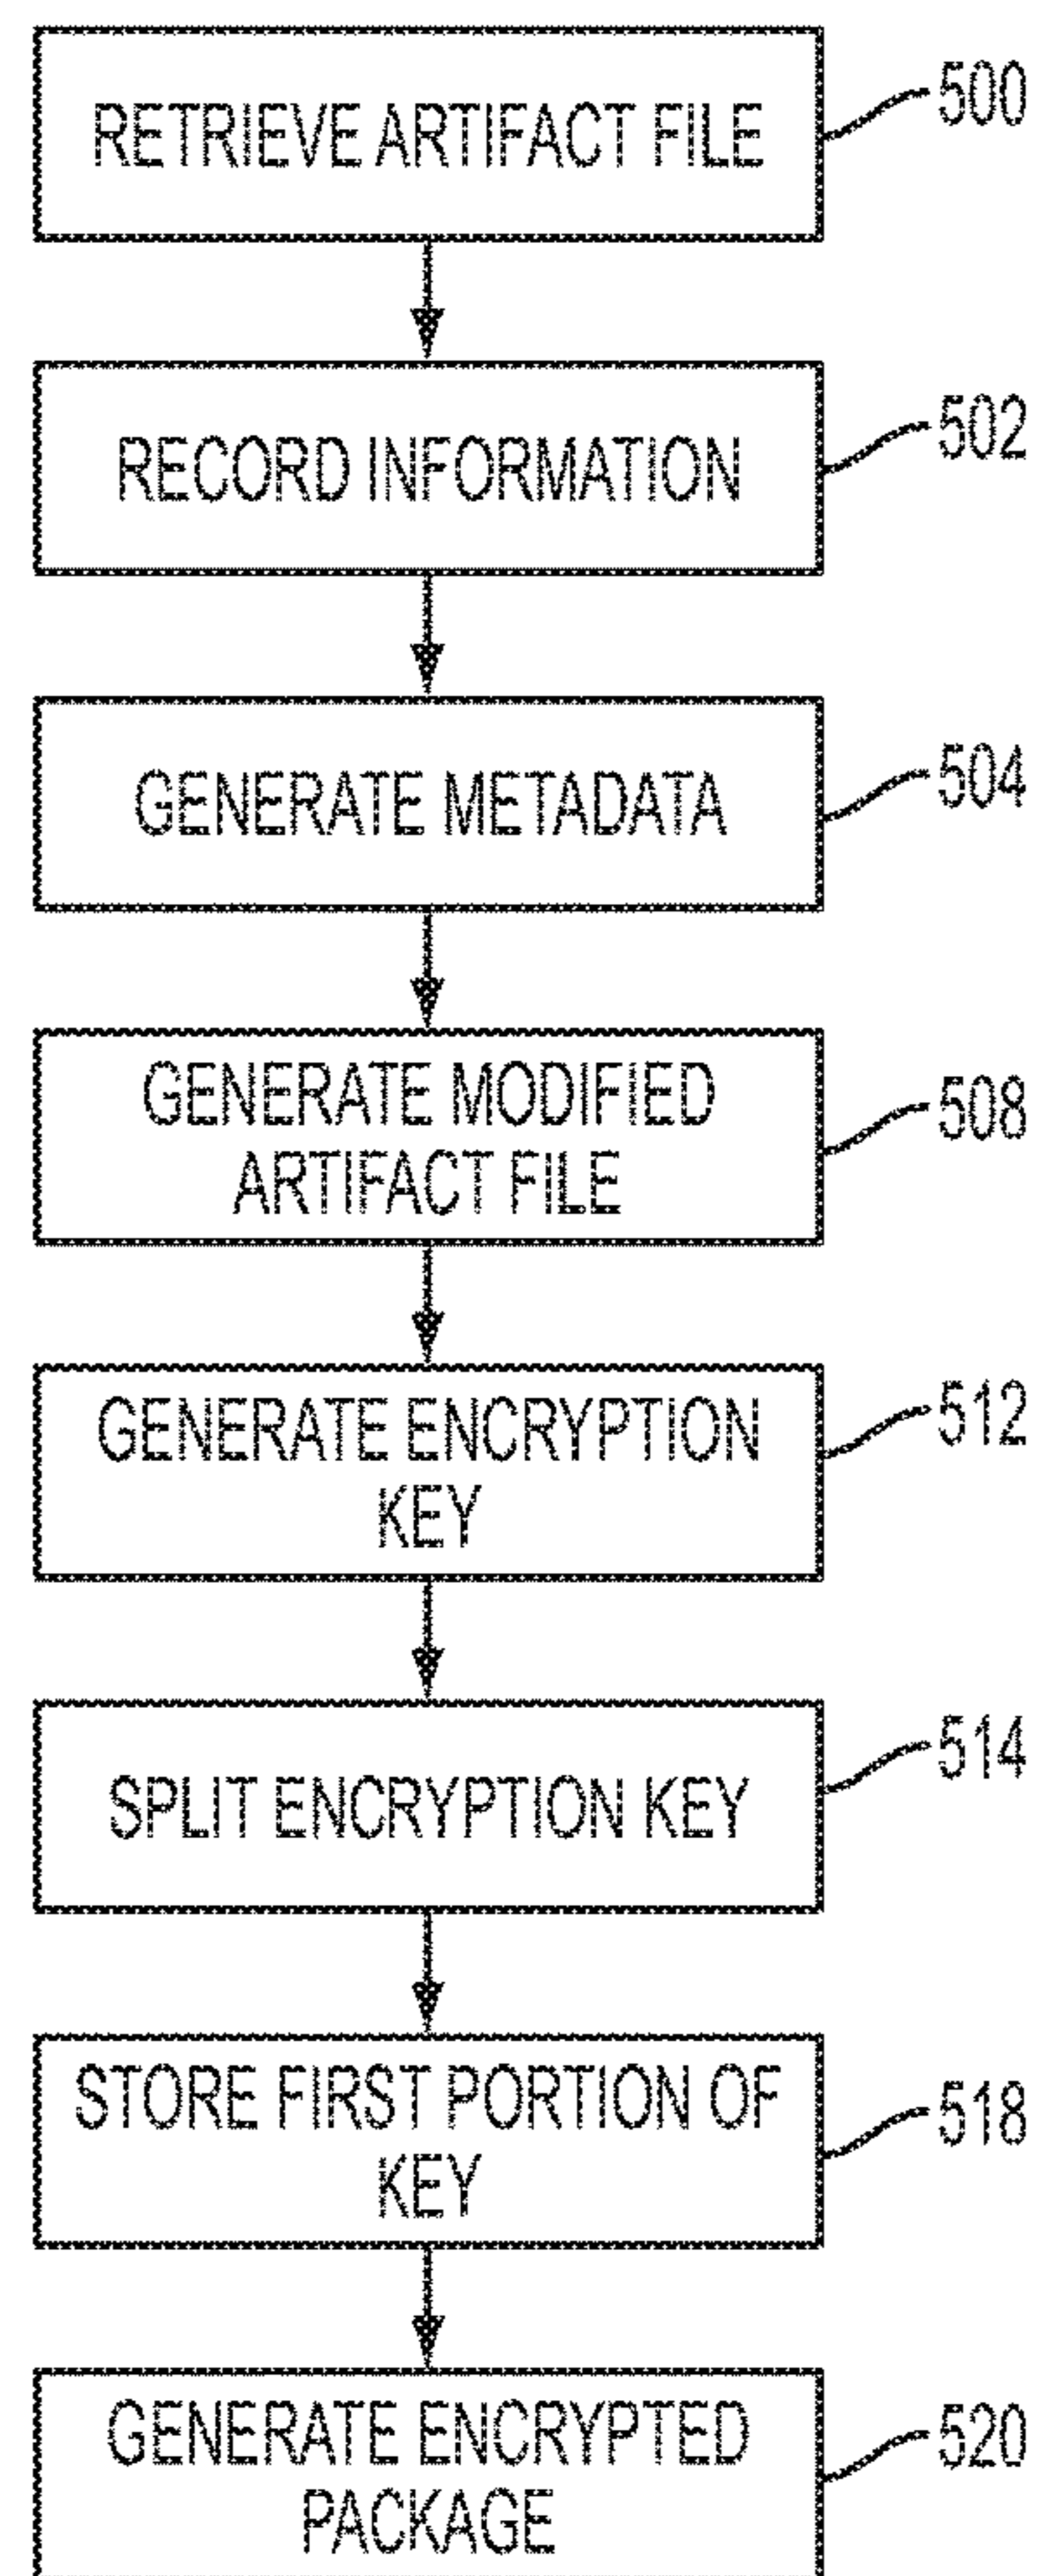 RETRIEVE ARTIFACT FILE
500
RECORD INFORMATION
502
GENERATE METADATA
504
GENERATE MODIFIED
ARTIFACT FILE
508
GENERATE ENCRYPTION
KEY
512
SPLIT ENCRYPTION KEY
514
STORE FIRST PORTION OF
KEY
518
GENERATE ENCRYPTED
PACKAGE
520